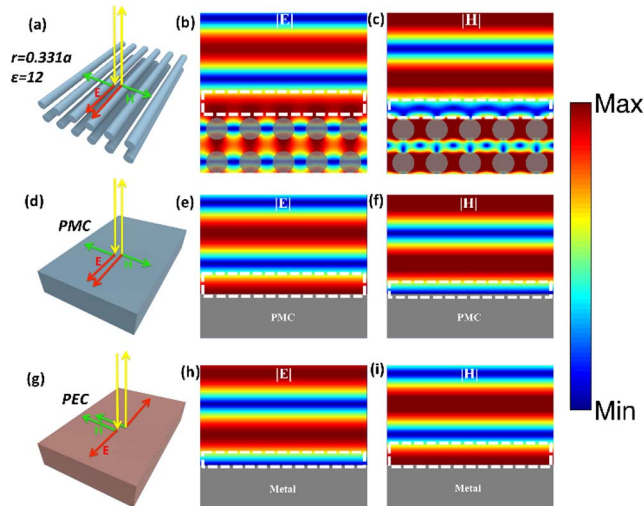 (a)
r=0.331a
ε=12
E
H
(b)
|E|
(c)
|H|
Max
(d)
PMC
E
(e)
|E|
PMC
(f)
|H|
PMC
(g)
PEC
E
(h)
|E|
Metal
(i)
|H|
Metal
Min